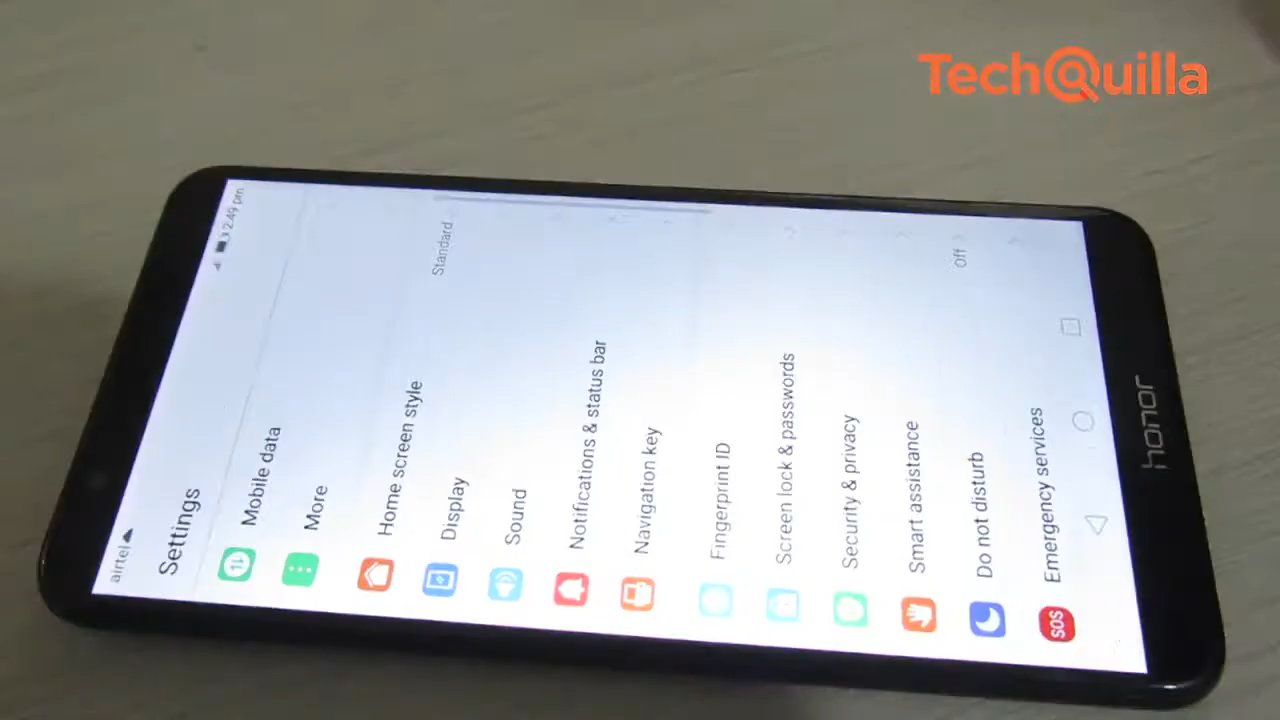 TechQuilla
airtel 2:49 pm
Settings
Mobile data
More
Home screen style Standard
Display
Sound
Notifications & status bar
Navigation key
Fingerprint ID
Screen lock & passwords
Security & privacy
Smart assistance
Do not disturb Off
Emergency services
SOS
honor